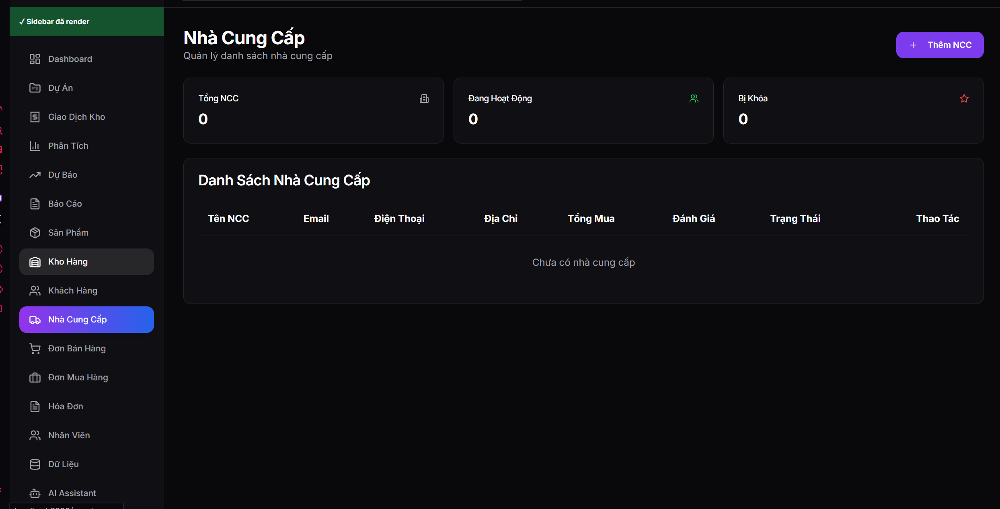 ✓ Sidebar đã render
Dashboard
Dự Án
Giao Dịch Kho
Phân Tích
Dự Báo
Báo Cáo
Sản Phẩm
Kho Hàng
Khách Hàng
Nhà Cung Cấp
Đơn Bán Hàng
Đơn Mua Hàng
Hóa Đơn
Nhân Viên
Dữ Liệu
AI Assistant
Nhà Cung Cấp
Quản lý danh sách nhà cung cấp
+ Thêm NCC
Tổng NCC
0
Đang Hoạt Động
0
Bị Khóa
0
Danh Sách Nhà Cung Cấp
Tên NCC Email Điện Thoại Địa Chỉ Tổng Mua Đánh Giá Trạng Thái Thao Tác
Chưa có nhà cung cấp